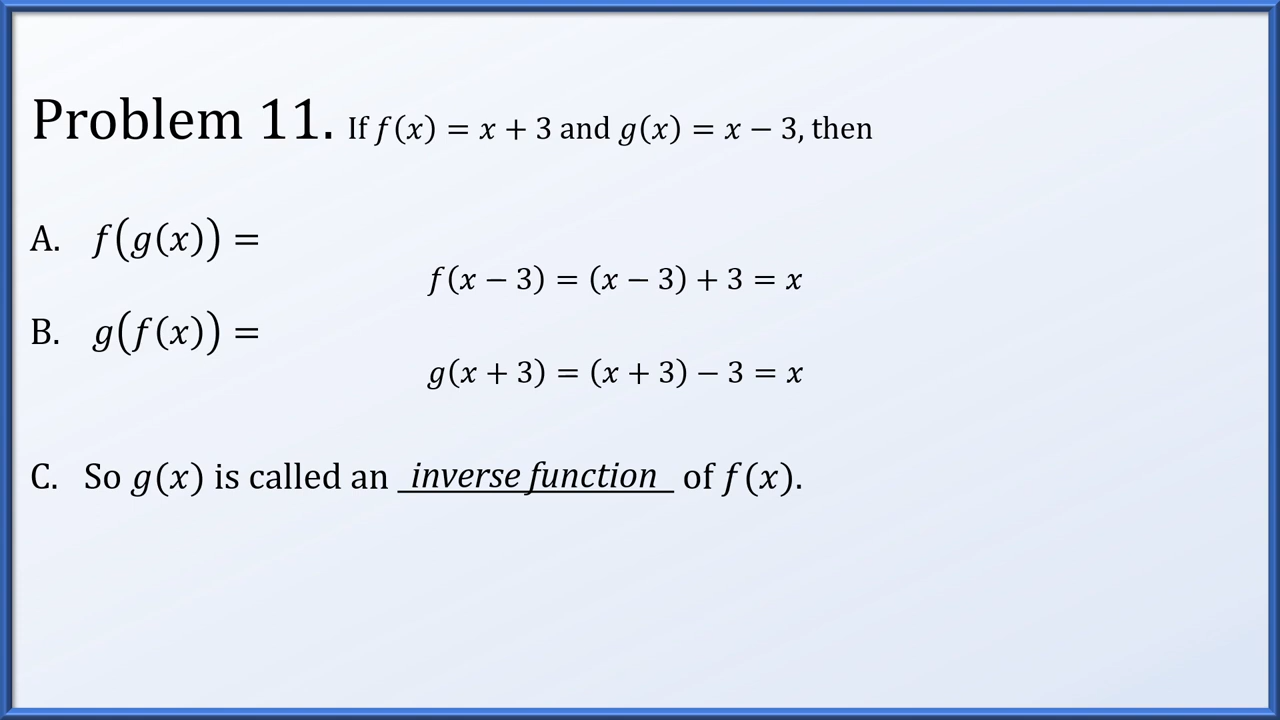 Problem 11. If f(x) = x + 3 and g(x) = x − 3, then
A. f(g(x)) =
f(x − 3) = (x − 3) + 3 = x
B. g(f(x)) =
g(x + 3) = (x + 3) − 3 = x
C. So g(x) is called an inverse function of f(x).